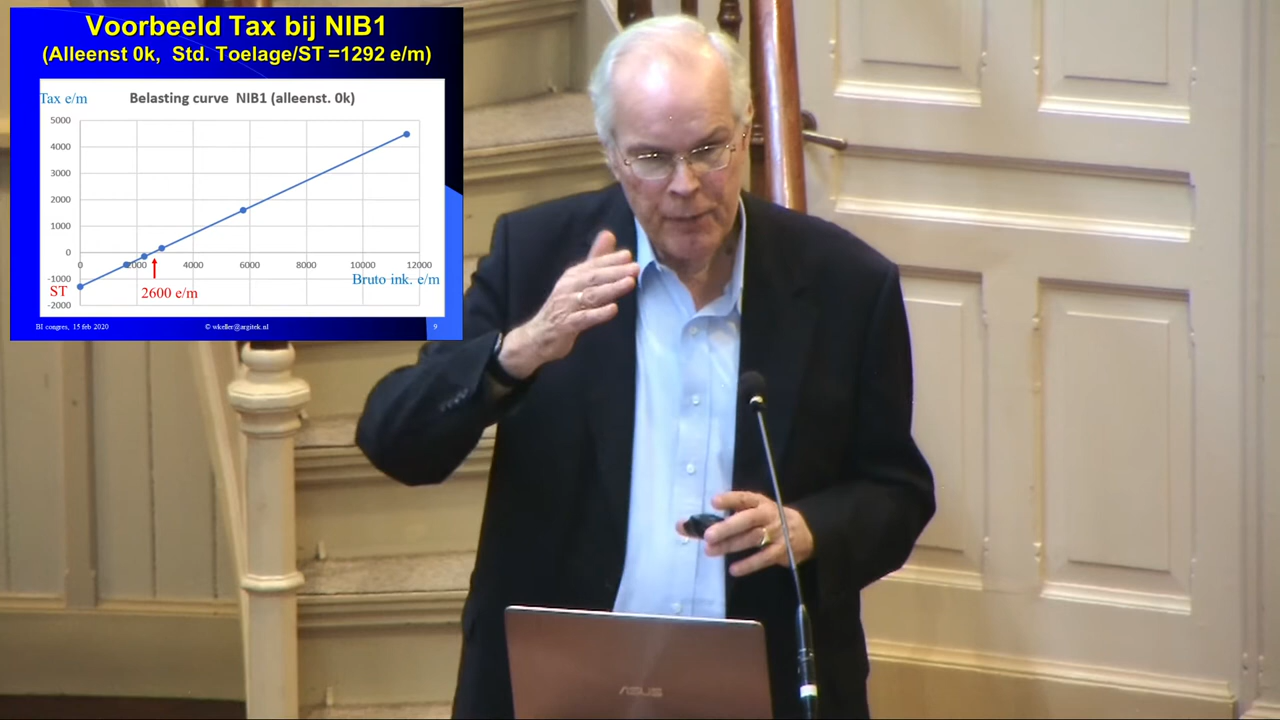 Voorbeeld Tax bij NIB1
(Alleenst 0k, Std. Toelage/ST =1292 e/m)
Tax e/m
Belasting curve NIB1 (alleenst. 0k)
5000
4000
3000
2000
1000
0
-1000
-2000
0
2000
4000
6000
8000
10000
12000
ST
2600 e/m
Bruto ink. e/m
BI congres, 15 feb 2020
© wkeller@argitek.nl
9
ASUS